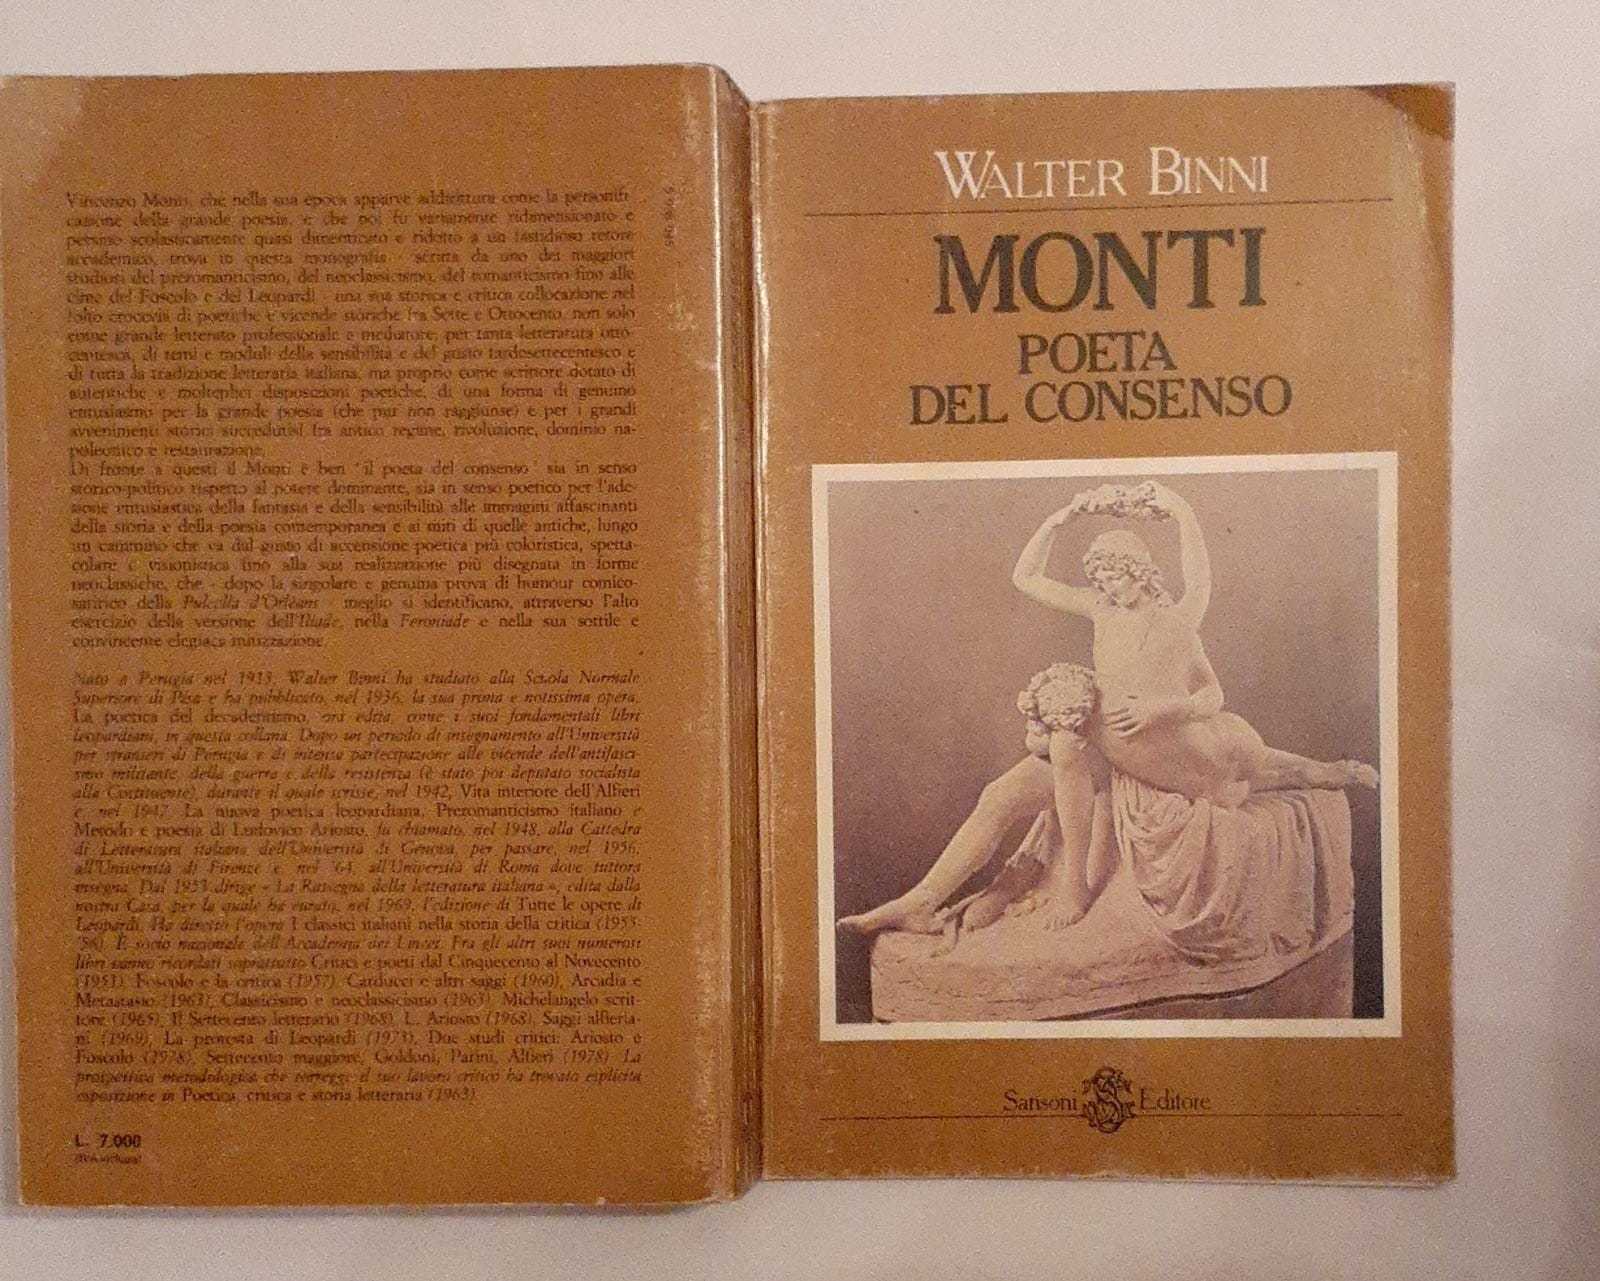 Vincenzo Monti, che nella sua epoca apparve addirittura come la personifi-
cazione della grande poesia, e che poi fu variamente ridimensionato e
persino scolasticamente quasi dimenticato e ridotto a un fastidioso retore
accademico, trova in questa monografia - scritta da uno dei maggiori
studiosi del preromanticismo, del neoclassicismo, del romanticismo fino alle
cime del Foscolo e del Leopardi - una sua storica e critica collocazione nel
folto crocevia di poetiche e vicende storiche fra Sette e Ottocento, non solo
come grande letterato professionale e mediatore, per tanta letteratura otto-
centesca, di temi e moduli della sensibilità e del gusto tardosettecentesco e
di tutta la tradizione letteraria italiana, ma proprio come scrittore dotato di
autentiche e molteplici disposizioni poetiche, di una forma di genuino
entusiasmo per la grande poesia (che pur non raggiunse) e per i grandi
avvenimenti storici succedutisi fra antico regime, rivoluzione, dominio na-
poleonico e restaurazione.
Di fronte a questi il Monti è ben "il poeta del consenso" sia in senso
storico-politico rispetto al potere dominante, sia in senso poetico per l'ade-
sione entusiastica della fantasia e della sensibilità alle immagini affascinanti
della storia e della poesia contemporanea e ai miti di quelle antiche, lungo
un cammino che va dal gusto di accensione poetica più coloristica, spetta-
colare e visionistica fino alla sua realizzazione più disegnata in forme
neoclassiche, che - dopo la singolare e genuina prova di humour comico-
satirico della Pulcella d'Orléans - meglio si identificano, attraverso l'alto
esercizio della versione dell'Iliade, nella Feroniade e nella sua sottile e
convincente elegiaca mitizzazione.
Nato a Perugia nel 1913, Walter Binni ha studiato alla Scuola Normale
Superiore di Pisa e ha pubblicato, nel 1936, la sua prima e notissima opera,
La poetica del decadentismo, ora edita, come i suoi fondamentali libri
leopardiani, in questa collana. Dopo un periodo di insegnamento all'Università
per stranieri di Perugia e di intensa partecipazione alle vicende dell'antifasci-
smo militante, della guerra e della resistenza (è stato poi deputato socialista
alla Costituente), durante il quale scrisse, nel 1942, Vita interiore dell'Alfieri
e, nel 1947, La nuova poetica leopardiana, Preromanticismo italiano e
Metodo e poesia di Ludovico Ariosto, fu chiamato, nel 1948, alla Cattedra
di Letteratura italiana dell'Università di Genova, per passare, nel 1956,
all'Università di Firenze e, nel '64, all'Università di Roma dove tuttora
insegna. Dal 1953 dirige « La Rassegna della letteratura italiana », edita dalla
nostra Casa, per la quale ha curato, nel 1969, l'edizione di Tutte le opere di
Leopardi. Ha diretto l'opera I classici italiani nella storia della critica (1955-
'56). È socio nazionale dell'Accademia dei Lincei. Fra gli altri suoi numerosi
libri vanno ricordati soprattutto Critici e poeti dal Cinquecento al Novecento
(1951), Foscolo e la critica (1957), Carducci e altri saggi (1960), Arcadia e
Metastasio (1963), Classicismo e neoclassicismo (1963), Michelangelo scrit-
tore (1965), Il Settecento letterario (1968), L. Ariosto (1968), Saggi alfieria-
ni (1969), La protesta di Leopardi (1973), Due studi critici: Ariosto e
Foscolo (1978), Settecento maggiore, Goldoni, Parini, Alfieri (1978). La
prospettiva metodologica che sorregge il suo lavoro critico ha trovato esplicita
esposizione in Poetica, critica e storia letteraria (1963).
L. 7.000
WALTER BINNI
MONTI
POETA
DEL CONSENSO
Sansoni Editore